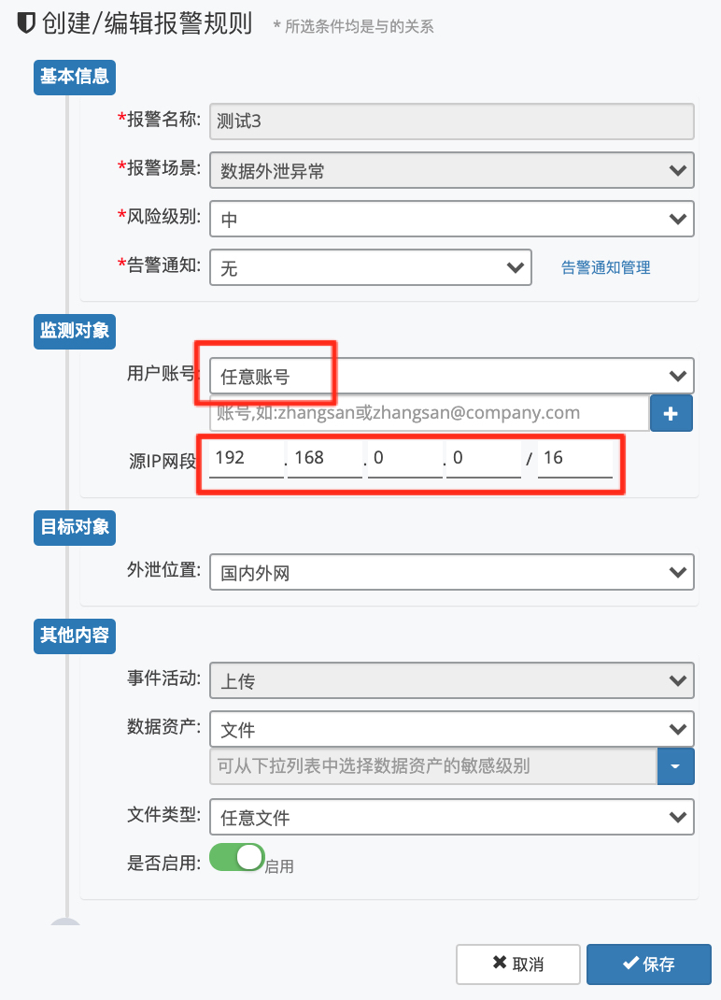 创建/编辑报警规则 * 所选条件均是与的关系
基本信息
*报警名称: 测试3
*报警场景: 数据外泄异常
*风险级别: 中
*告警通知: 无 告警通知管理
监测对象
用户账号: 任意账号
账号,如:zhangsan或zhangsan@company.com
源IP网段 192 . 168 . 0 . 0 / 16
目标对象
外泄位置: 国内外网
其他内容
事件活动: 上传
数据资产: 文件
可从下拉列表中选择数据资产的敏感级别
文件类型: 任意文件
是否启用: 启用
取消 保存